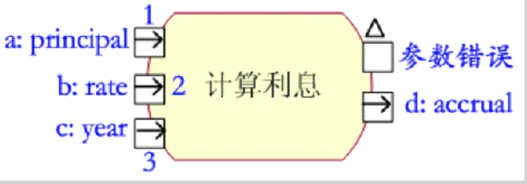 1
a: principal
b: rate
2
c: year
3
计算利息
参数错误
d: accrual